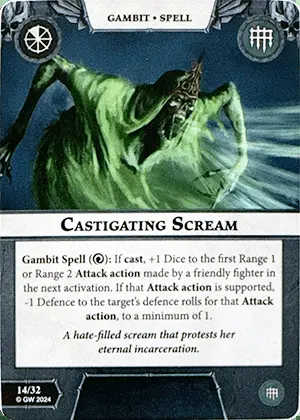 GAMBIT • SPELL
CASTIGATING SCREAM
Gambit Spell (): If cast, +1 Dice to the first Range 1
or Range 2 Attack action made by a friendly fighter in
the next activation. If that Attack action is supported,
-1 Defence to the target's defence rolls for that Attack
action, to a minimum of 1.
A hate-filled scream that protests her
eternal incarceration.
14/32
© GW 2024